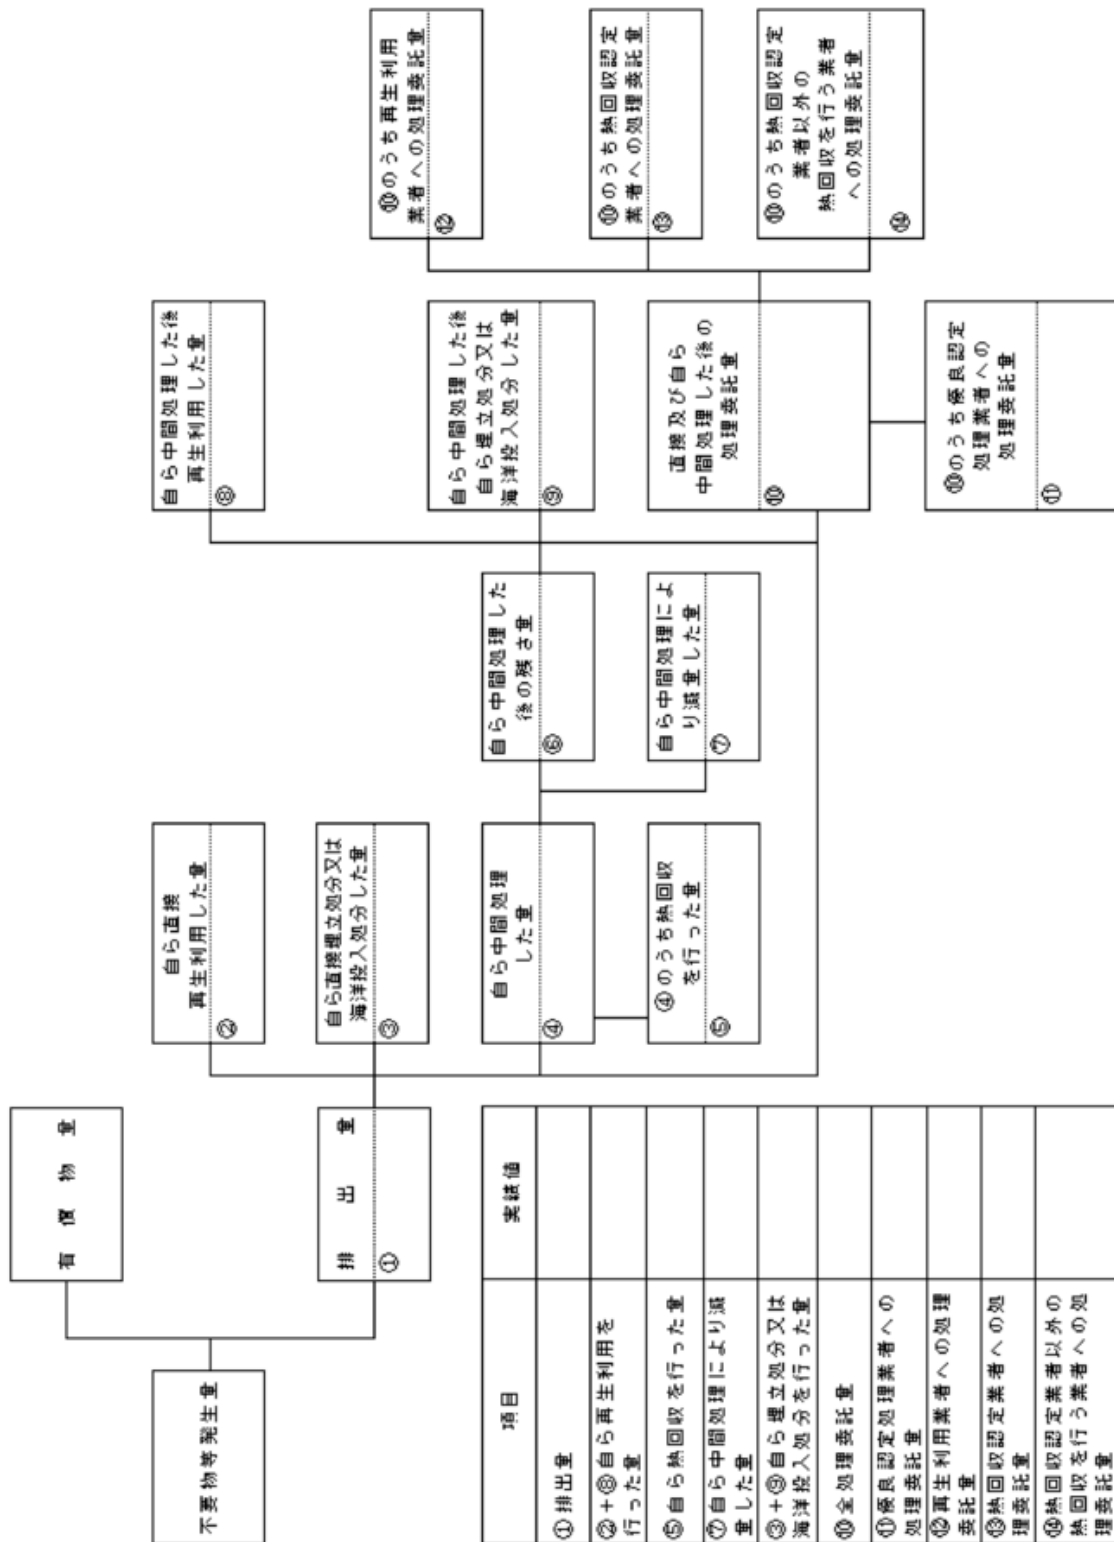 不要物等発生量
有償物量
排出量
①
自ら直接
再生利用した量
②
自ら直接埋立処分又は
海洋投入処分した量
③
自ら中間処理
した量
④
④のうち熱回収
を行った量
⑤
自ら中間処理した
後の残さ量
⑥
自ら中間処理によ
り減量した量
⑦
自ら中間処理した後
再生利用した量
⑧
自ら中間処理した後
自ら埋立処分又は
海洋投入処分した量
⑨
直接及び自ら
中間処理した後の
処理委託量
⑩
⑩のうち優良認定
処理業者への
処理委託量
⑪
⑩のうち再生利用
業者への処理委託量
⑫
⑩のうち熱回収認定
業者への処理委託量
⑬
⑩のうち熱回収認定
業者以外の
熱回収を行う業者
への処理委託量
⑭
項目
実績値
①排出量
②+⑧自ら再生利用を
行った量
⑤自ら熱回収を行った量
⑦自ら中間処理により減
量した量
③+⑨自ら埋立処分又は
海洋投入処分を行った量
⑩全処理委託量
⑪優良認定処理業者への
処理委託量
⑫再生利用業者への処理
委託量
⑬熱回収認定業者への処
理委託量
⑭熱回収認定業者以外の
熱回収を行う業者への処
理委託量